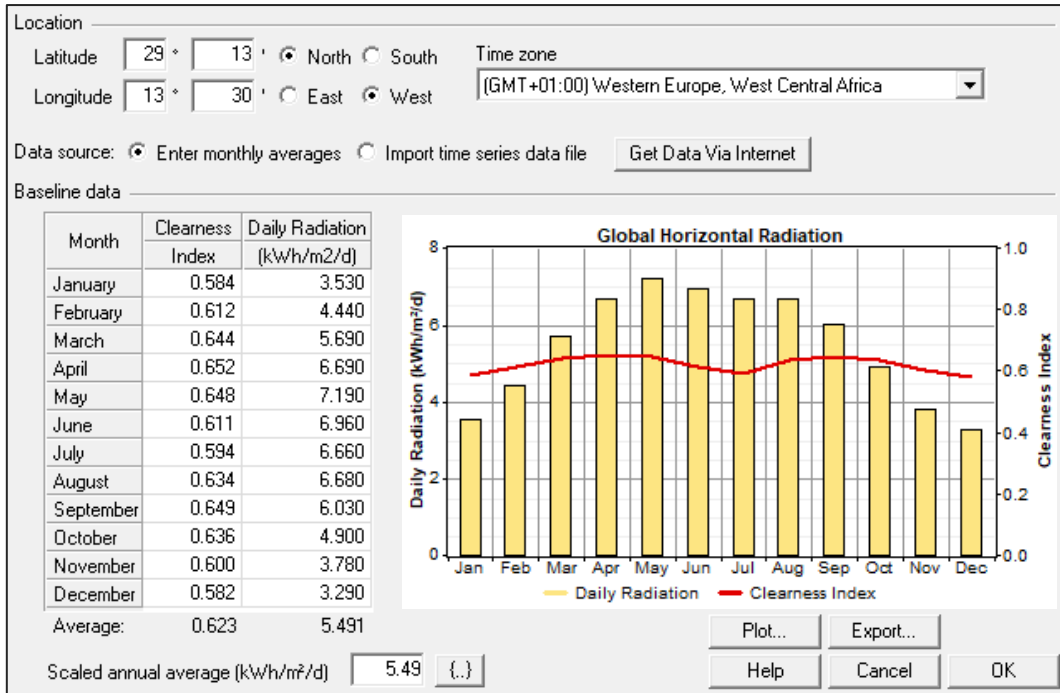 Location
Latitude 29 ° 13 ' North South Time zone
Longitude 13 ° 30 ' East West (GMT+01:00) Western Europe, West Central Africa
Data source: Enter monthly averages Import time series data file Get Data Via Internet
Baseline data
Month Clearness Index Daily Radiation (kWh/m2/d)
January 0.584 3.530
February 0.612 4.440
March 0.644 5.690
April 0.652 6.690
May 0.648 7.190
June 0.611 6.960
July 0.594 6.660
August 0.634 6.680
September 0.649 6.030
October 0.636 4.900
November 0.600 3.780
December 0.582 3.290
Average: 0.623 5.491
Scaled annual average (kWh/m²/d) 5.49 {..}
Global Horizontal Radiation
Daily Radiation (kWh/m²/d)
8
6
4
2
0
1.0
0.8
0.6
0.4
0.2
0.0
Clearness Index
Jan Feb Mar Apr May Jun Jul Aug Sep Oct Nov Dec
Daily Radiation Clearness Index
Plot... Export...
Help Cancel OK